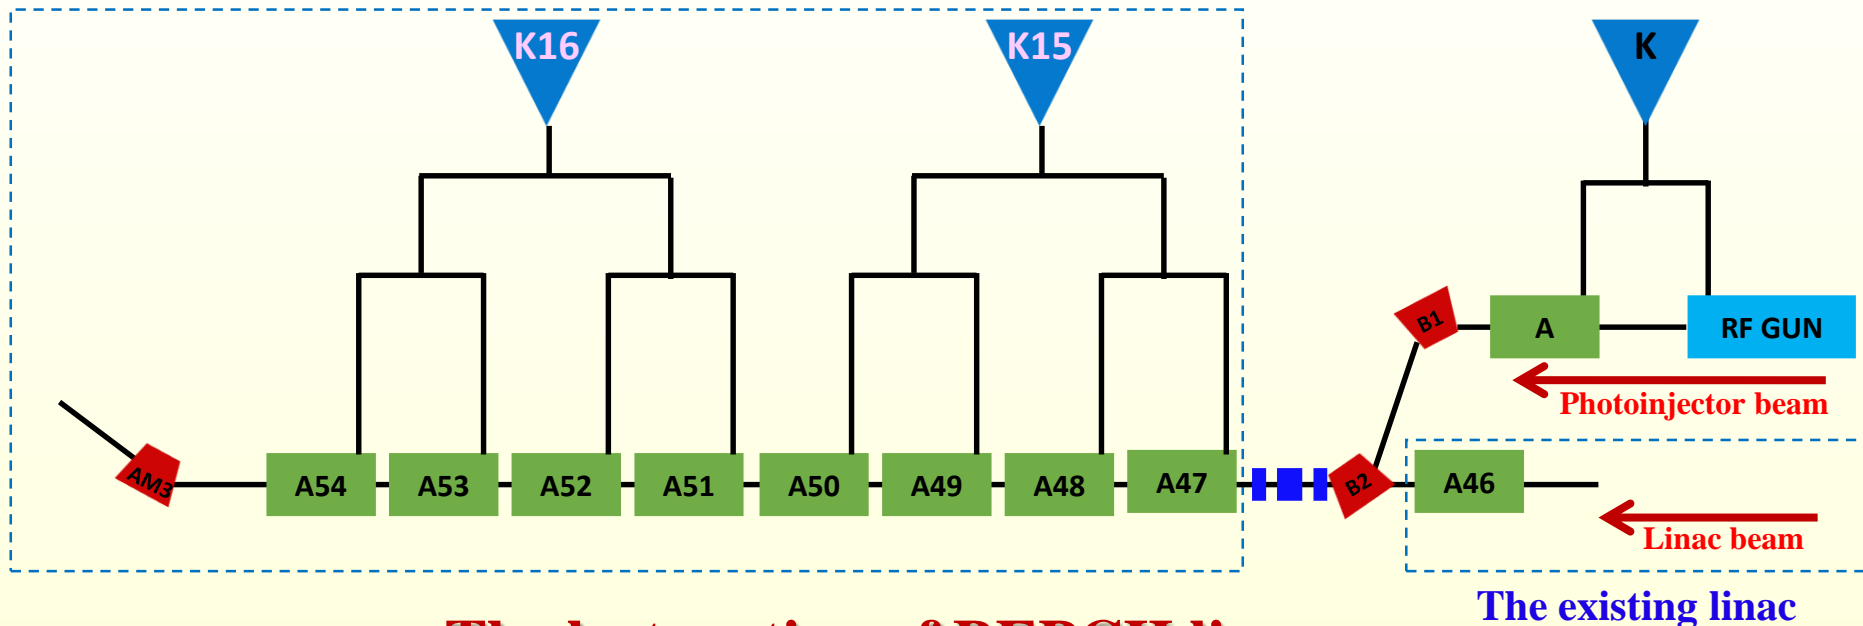 K16 K15 K
B1 A RF GUN
Photoinjector beam
AM3 A54 A53 A52 A51 A50 A49 A48 A47 B2 A46
Linac beam
The existing linac